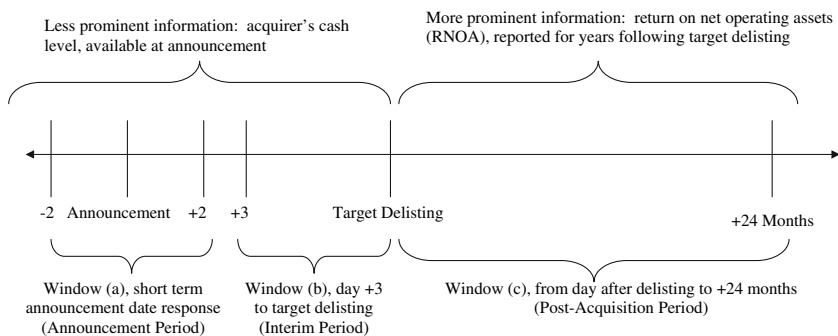 Less prominent information: acquirer's cash
level, available at announcement
More prominent information: return on net operating assets
(RNOA), reported for years following target delisting
-2 Announcement +2 +3 Target Delisting +24 Months
Window (a), short term
announcement date response
(Announcement Period)
Window (b), day +3
to target delisting
(Interim Period)
Window (c), from day after delisting to +24 months
(Post-Acquisition Period)